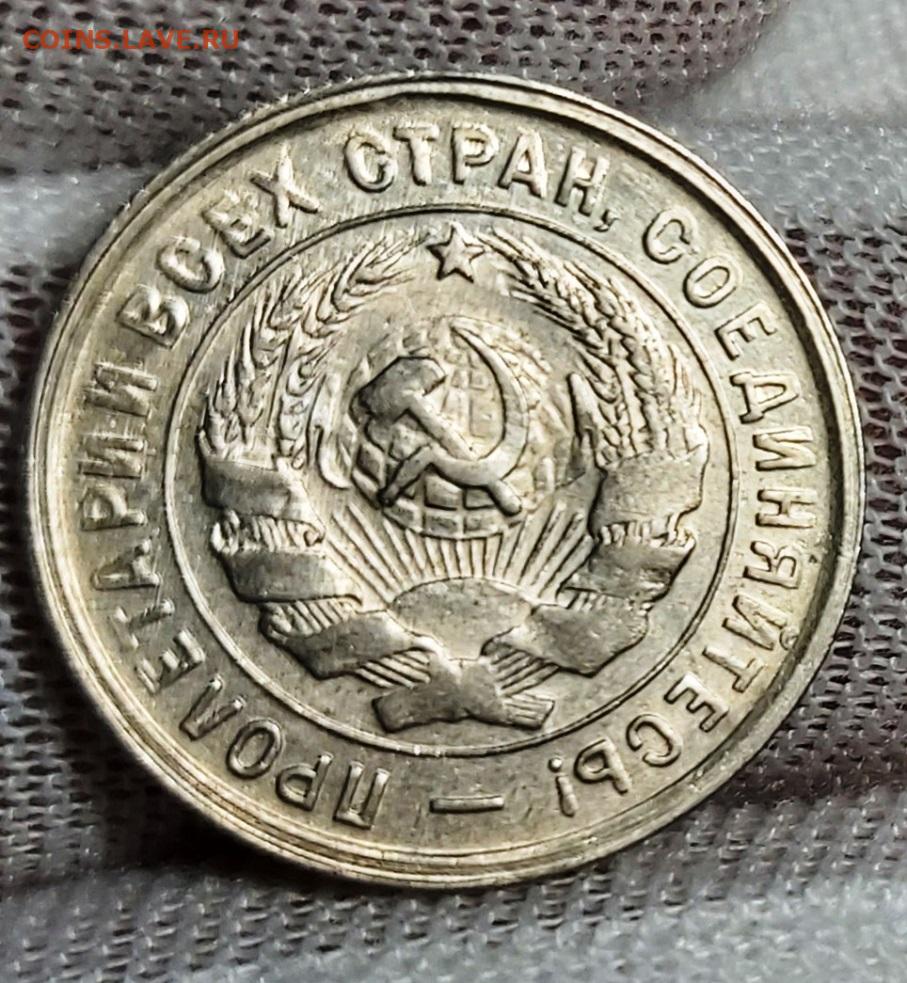 COINS.LAVE.RU
ПРОЛЕТАРИИ ВСЕХ СТРАН, СОЕДИНЯЙТЕСЬ! —